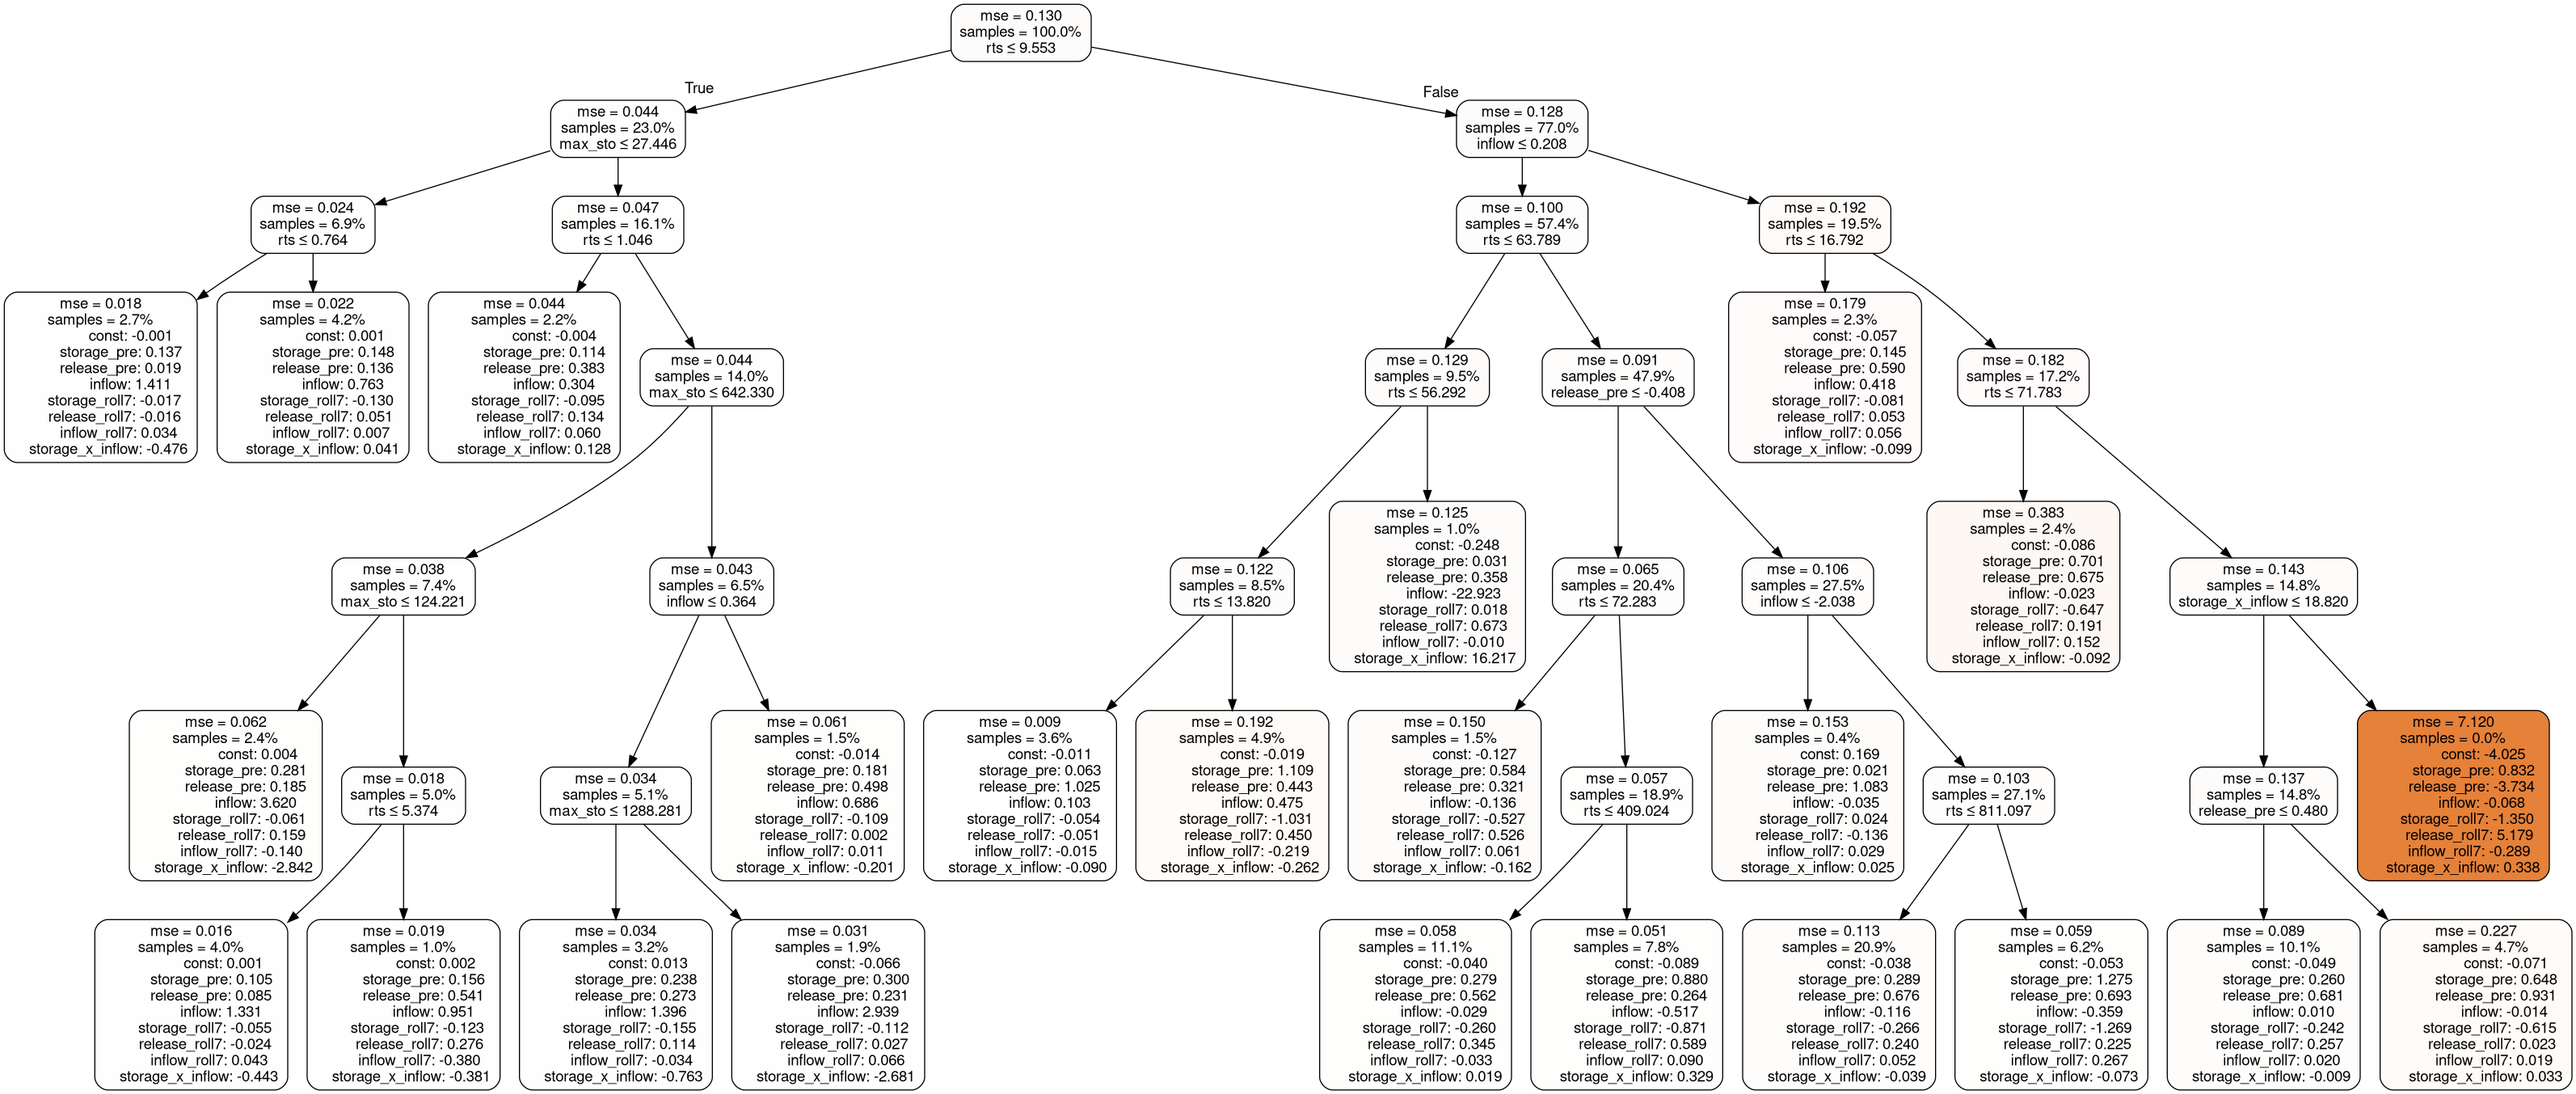 mse = 0.130
samples = 100.0%
rts ≤ 9.553
True
False
mse = 0.044
samples = 23.0%
max_sto ≤ 27.446
mse = 0.128
samples = 77.0%
inflow ≤ 0.208
mse = 0.024
samples = 6.9%
rts ≤ 0.764
mse = 0.047
samples = 16.1%
rts ≤ 1.046
mse = 0.100
samples = 57.4%
rts ≤ 63.789
mse = 0.192
samples = 19.5%
rts ≤ 16.792
mse = 0.018
samples = 2.7%
const: -0.001
storage_pre: 0.137
release_pre: 0.019
inflow: 1.411
storage_roll7: -0.017
release_roll7: -0.016
inflow_roll7: 0.034
storage_x_inflow: -0.476
mse = 0.022
samples = 4.2%
const: 0.001
storage_pre: 0.148
release_pre: 0.136
inflow: 0.763
storage_roll7: -0.130
release_roll7: 0.051
inflow_roll7: 0.007
storage_x_inflow: 0.041
mse = 0.044
samples = 2.2%
const: -0.004
storage_pre: 0.114
release_pre: 0.383
inflow: 0.304
storage_roll7: -0.095
release_roll7: 0.134
inflow_roll7: 0.060
storage_x_inflow: 0.128
mse = 0.044
samples = 14.0%
max_sto ≤ 642.330
mse = 0.129
samples = 9.5%
rts ≤ 56.292
mse = 0.091
samples = 47.9%
release_pre ≤ -0.408
mse = 0.179
samples = 2.3%
const: -0.057
storage_pre: 0.145
release_pre: 0.590
inflow: 0.418
storage_roll7: -0.081
release_roll7: 0.053
inflow_roll7: 0.056
storage_x_inflow: -0.099
mse = 0.182
samples = 17.2%
rts ≤ 71.783
mse = 0.038
samples = 7.4%
max_sto ≤ 124.221
mse = 0.043
samples = 6.5%
inflow ≤ 0.364
mse = 0.122
samples = 8.5%
rts ≤ 13.820
mse = 0.125
samples = 1.0%
const: -0.248
storage_pre: 0.031
release_pre: 0.358
inflow: -22.923
storage_roll7: 0.018
release_roll7: 0.673
inflow_roll7: -0.010
storage_x_inflow: 16.217
mse = 0.065
samples = 20.4%
rts ≤ 72.283
mse = 0.106
samples = 27.5%
inflow ≤ -2.038
mse = 0.383
samples = 2.4%
const: -0.086
storage_pre: 0.701
release_pre: 0.675
inflow: -0.023
storage_roll7: -0.647
release_roll7: 0.191
inflow_roll7: 0.152
storage_x_inflow: -0.092
mse = 0.143
samples = 14.8%
storage_x_inflow ≤ 18.820
mse = 0.062
samples = 2.4%
const: 0.004
storage_pre: 0.281
release_pre: 0.185
inflow: 3.620
storage_roll7: -0.061
release_roll7: 0.159
inflow_roll7: -0.140
storage_x_inflow: -2.842
mse = 0.018
samples = 5.0%
rts ≤ 5.374
mse = 0.034
samples = 5.1%
max_sto ≤ 1288.281
mse = 0.061
samples = 1.5%
const: -0.014
storage_pre: 0.181
release_pre: 0.498
inflow: 0.686
storage_roll7: -0.109
release_roll7: 0.002
inflow_roll7: 0.011
storage_x_inflow: -0.201
mse = 0.009
samples = 3.6%
const: -0.011
storage_pre: 0.063
release_pre: 1.025
inflow: 0.103
storage_roll7: -0.054
release_roll7: -0.051
inflow_roll7: -0.015
storage_x_inflow: -0.090
mse = 0.192
samples = 4.9%
const: -0.019
storage_pre: 1.109
release_pre: 0.443
inflow: 0.475
storage_roll7: -1.031
release_roll7: 0.450
inflow_roll7: -0.219
storage_x_inflow: -0.262
mse = 0.150
samples = 1.5%
const: -0.127
storage_pre: 0.584
release_pre: 0.321
inflow: -0.136
storage_roll7: -0.527
release_roll7: 0.526
inflow_roll7: 0.061
storage_x_inflow: -0.162
mse = 0.057
samples = 18.9%
rts ≤ 409.024
mse = 0.153
samples = 0.4%
const: 0.169
storage_pre: 0.021
release_pre: 1.083
inflow: -0.035
storage_roll7: 0.024
release_roll7: -0.136
inflow_roll7: 0.029
storage_x_inflow: 0.025
mse = 0.103
samples = 27.1%
rts ≤ 811.097
mse = 0.137
samples = 14.8%
release_pre ≤ 0.480
mse = 7.120
samples = 0.0%
const: -4.025
storage_pre: 0.832
release_pre: -3.734
inflow: -0.068
storage_roll7: -1.350
release_roll7: 5.179
inflow_roll7: -0.289
storage_x_inflow: 0.338
mse = 0.016
samples = 4.0%
const: 0.001
storage_pre: 0.105
release_pre: 0.085
inflow: 1.331
storage_roll7: -0.055
release_roll7: -0.024
inflow_roll7: 0.043
storage_x_inflow: -0.443
mse = 0.019
samples = 1.0%
const: 0.002
storage_pre: 0.156
release_pre: 0.541
inflow: 0.951
storage_roll7: -0.123
release_roll7: 0.276
inflow_roll7: -0.380
storage_x_inflow: -0.381
mse = 0.034
samples = 3.2%
const: 0.013
storage_pre: 0.238
release_pre: 0.273
inflow: 1.396
storage_roll7: -0.155
release_roll7: 0.114
inflow_roll7: -0.034
storage_x_inflow: -0.763
mse = 0.031
samples = 1.9%
const: -0.066
storage_pre: 0.300
release_pre: 0.231
inflow: 2.939
storage_roll7: -0.112
release_roll7: 0.027
inflow_roll7: 0.066
storage_x_inflow: -2.681
mse = 0.058
samples = 11.1%
const: -0.040
storage_pre: 0.279
release_pre: 0.562
inflow: -0.029
storage_roll7: -0.260
release_roll7: 0.345
inflow_roll7: -0.033
storage_x_inflow: 0.019
mse = 0.051
samples = 7.8%
const: -0.089
storage_pre: 0.880
release_pre: 0.264
inflow: -0.517
storage_roll7: -0.871
release_roll7: 0.589
inflow_roll7: 0.090
storage_x_inflow: 0.329
mse = 0.113
samples = 20.9%
const: -0.038
storage_pre: 0.289
release_pre: 0.676
inflow: -0.116
storage_roll7: -0.266
release_roll7: 0.240
inflow_roll7: 0.052
storage_x_inflow: -0.039
mse = 0.059
samples = 6.2%
const: -0.053
storage_pre: 1.275
release_pre: 0.693
inflow: -0.359
storage_roll7: -1.269
release_roll7: 0.225
inflow_roll7: 0.267
storage_x_inflow: -0.073
mse = 0.089
samples = 10.1%
const: -0.049
storage_pre: 0.260
release_pre: 0.681
inflow: 0.010
storage_roll7: -0.242
release_roll7: 0.257
inflow_roll7: 0.020
storage_x_inflow: -0.009
mse = 0.227
samples = 4.7%
const: -0.071
storage_pre: 0.648
release_pre: 0.931
inflow: -0.014
storage_roll7: -0.615
release_roll7: 0.023
inflow_roll7: 0.019
storage_x_inflow: 0.033